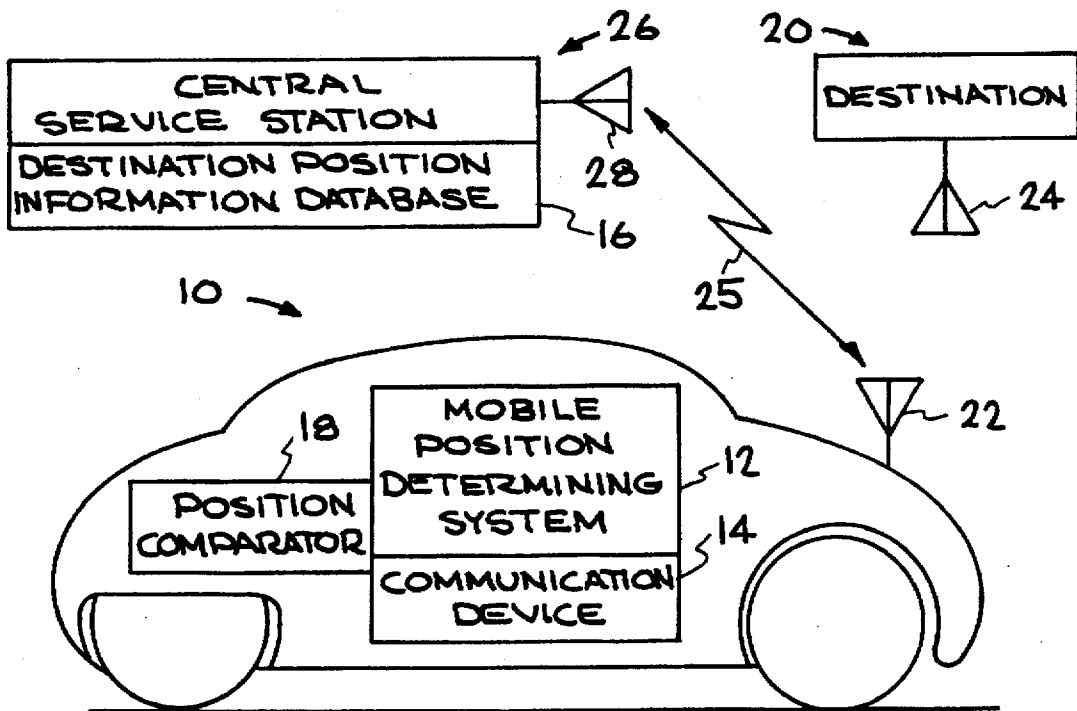 26
20
CENTRAL
SERVICE STATION
DESTINATION POSITION
INFORMATION DATABASE
28
16
DESTINATION
24
25
10
22
18
MOBILE
POSITION
DETERMINING
SYSTEM
12
POSITION
COMPARATOR
14
COMMUNICATION
DEVICE